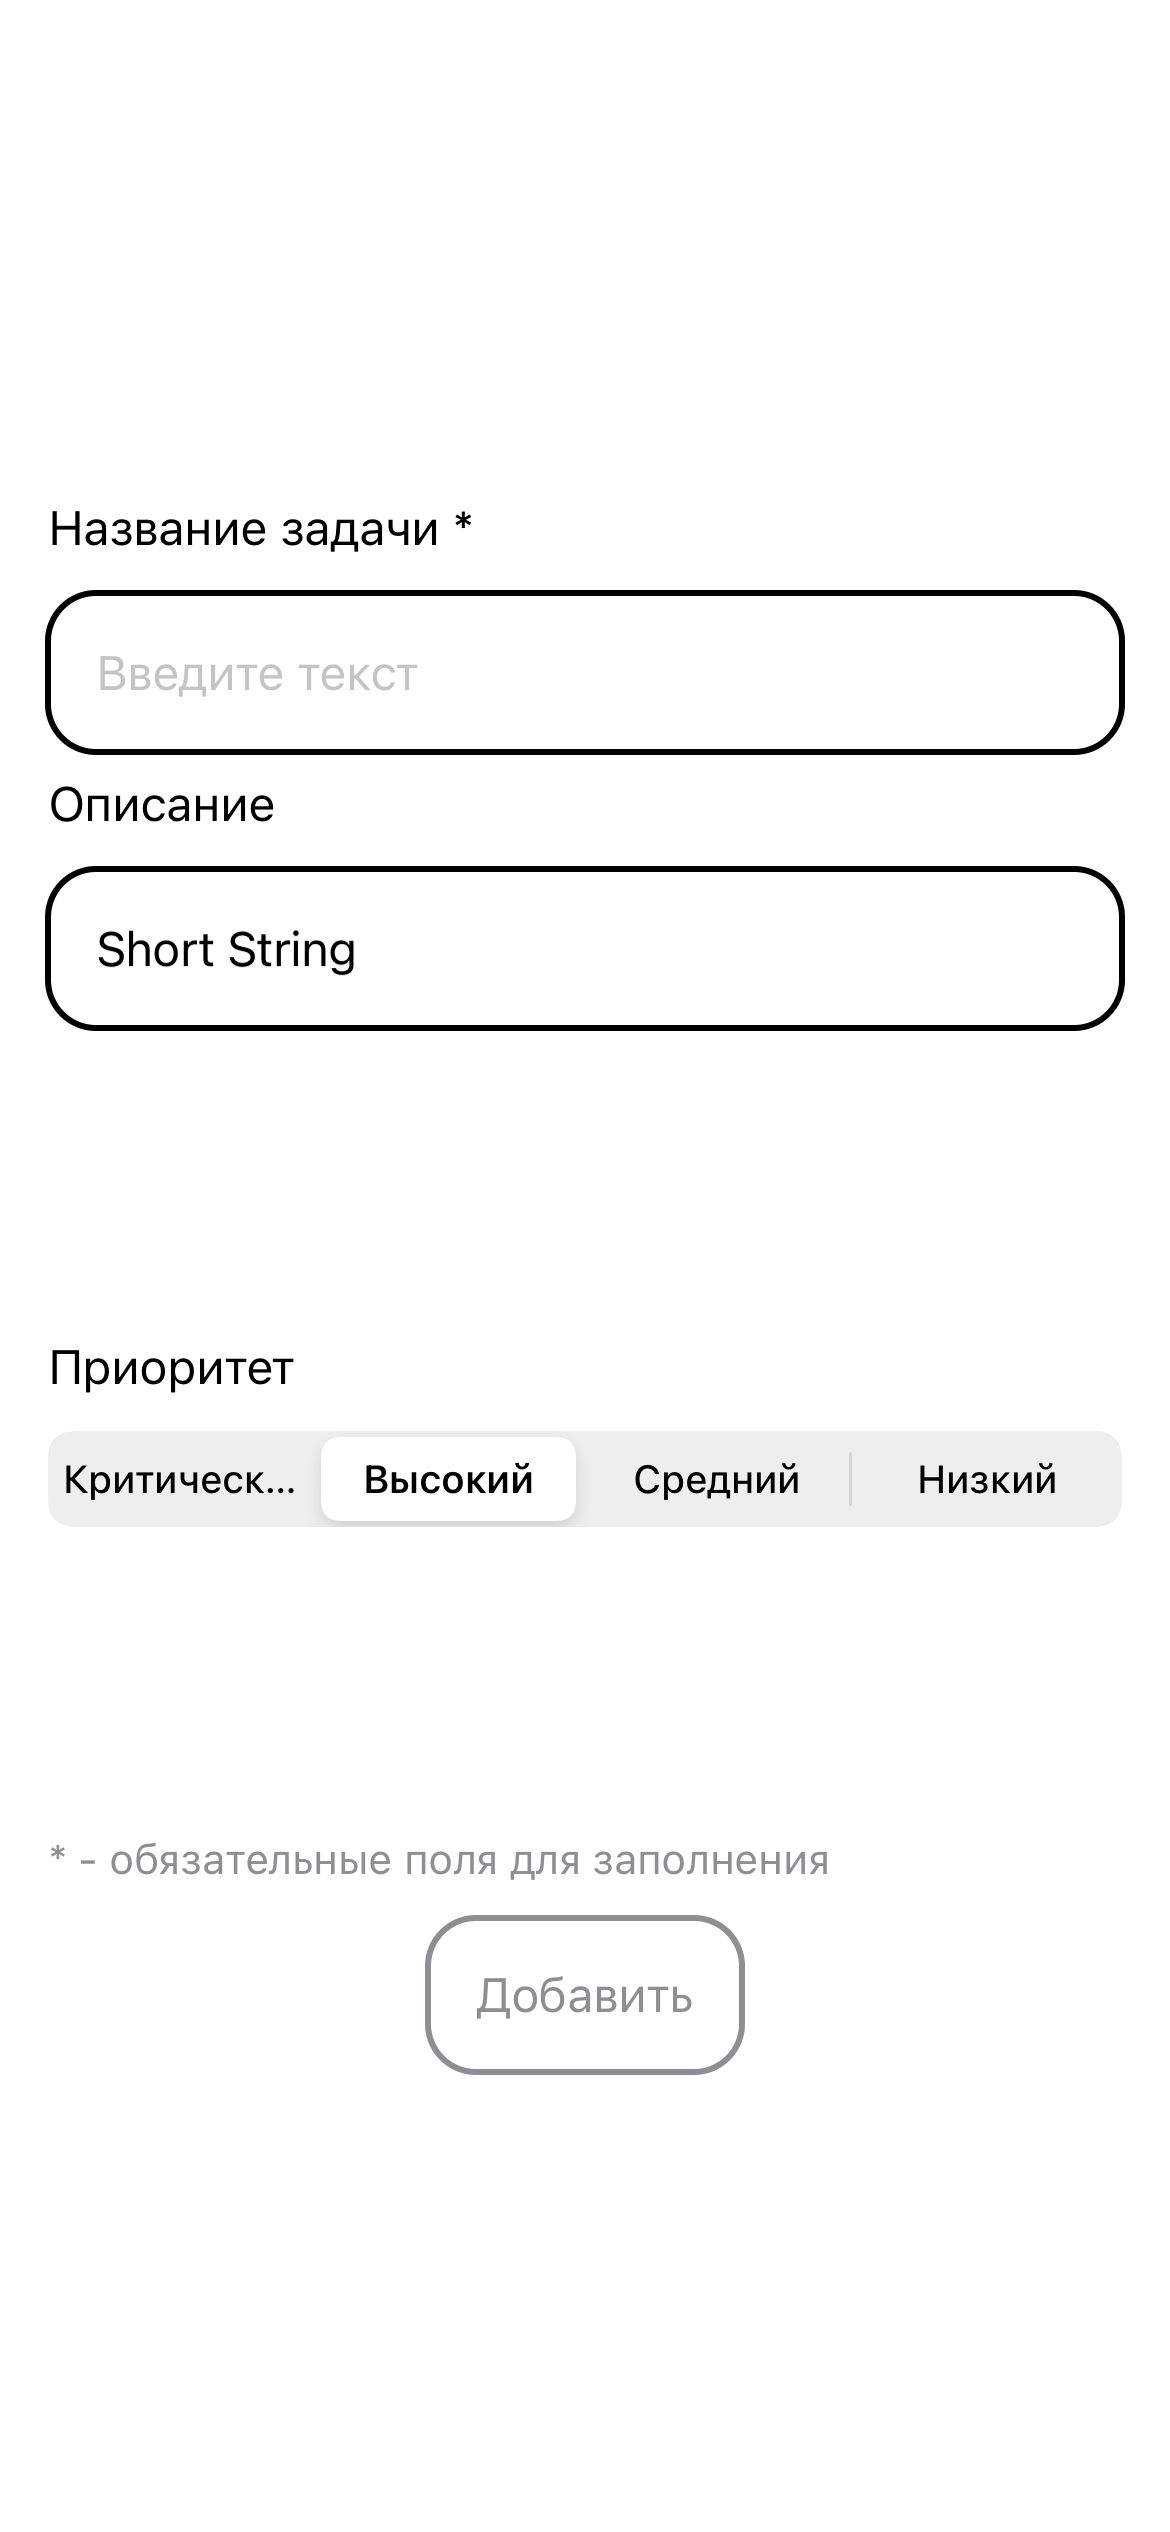 Название задачи *
Введите текст
Описание
Short String
Приоритет
Критическ...
Высокий
Средний
Низкий
* - обязательные поля для заполнения
Добавить